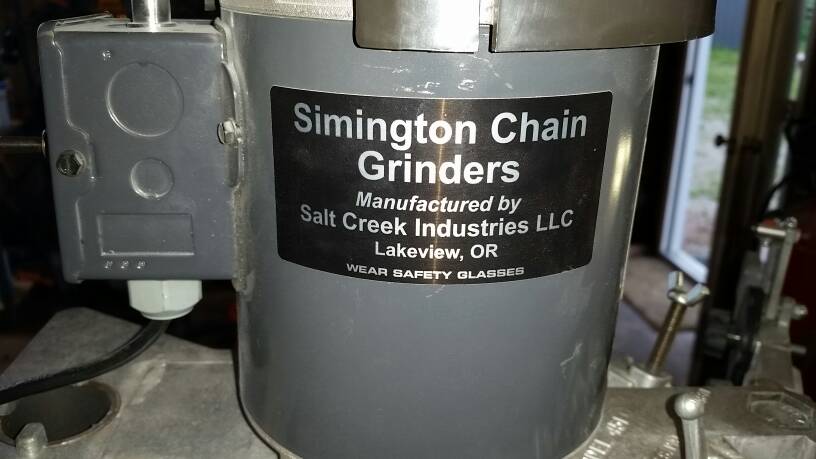 Simington Chain
Grinders
Manufactured by
Salt Creek Industries LLC
Lakeview, OR
WEAR SAFETY GLASSES